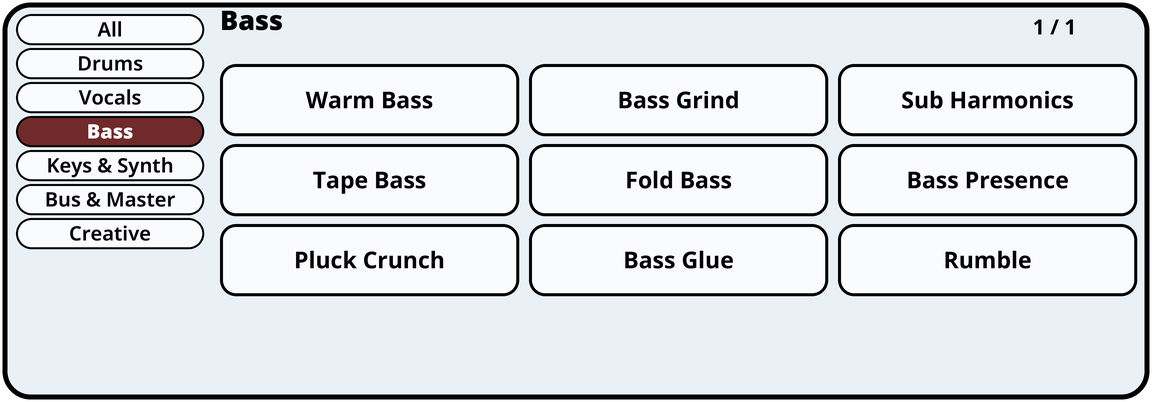 All
Drums
Vocals
Bass
Keys & Synth
Bus & Master
Creative
Bass
1 / 1
Warm Bass
Bass Grind
Sub Harmonics
Tape Bass
Fold Bass
Bass Presence
Pluck Crunch
Bass Glue
Rumble